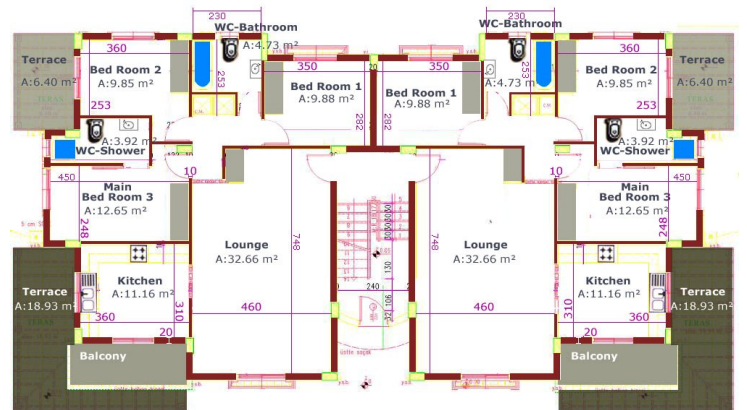 230
230
WC-Bathroom
A:4.73 m²
WC-Bathroom
A:4.73 m²
Terrace
A:6.40 m²
360
Bed Room 2
A:9.85 m²
253
253
350
Bed Room 1
A:9.88 m²
282
350
Bed Room 1
A:9.88 m²
282
253
360
Bed Room 2
A:9.85 m²
253
Terrace
A:6.40 m²
A:3.92 m²
WC-Shower
A:3.92 m²
WC-Shower
10
10
450
Main
Bed Room 3
A:12.65 m²
248
450
Main
Bed Room 3
A:12.65 m²
248
Lounge
A:32.66 m²
748
460
Lounge
A:32.66 m²
748
460
Terrace
A:18.93 m²
Kitchen
A:11.16 m²
310
360
20
Kitchen
A:11.16 m²
310
360
20
Terrace
A:18.93 m²
240
130
106
Balcony
Balcony